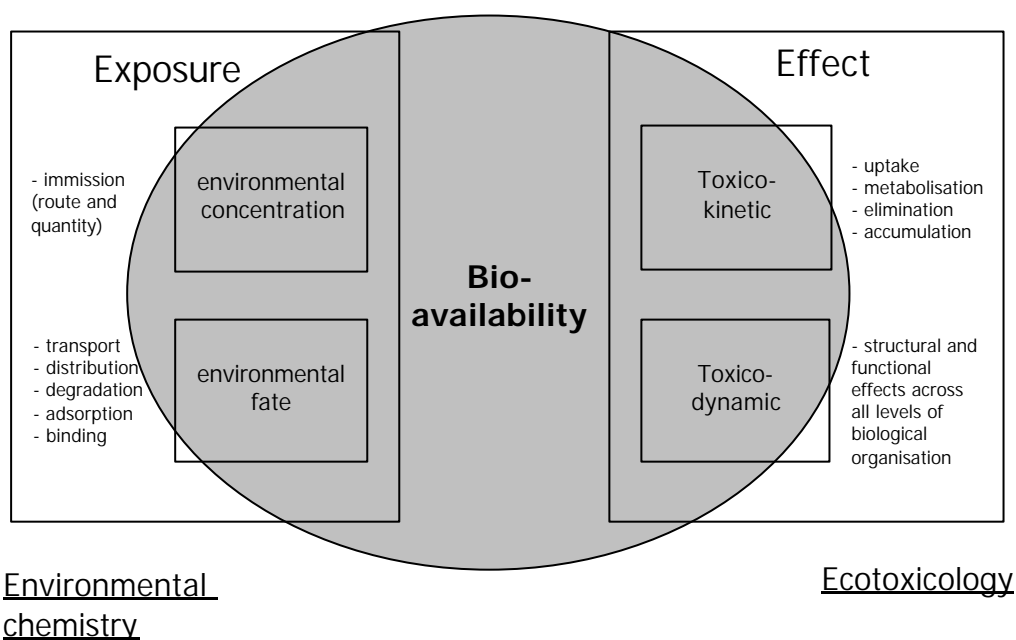 Exposure
- immission
(route and
quantity)
environmental
concentration
- transport
- distribution
- degradation
- adsorption
- binding
environmental
fate
Bio-
availability
Effect
Toxico-
kinetic
- uptake
- metabolisation
- elimination
- accumulation
Toxico-
dynamic
- structural and
functional
effects across
all levels of
biological
organisation
Environmental
chemistry
Ecotoxicology